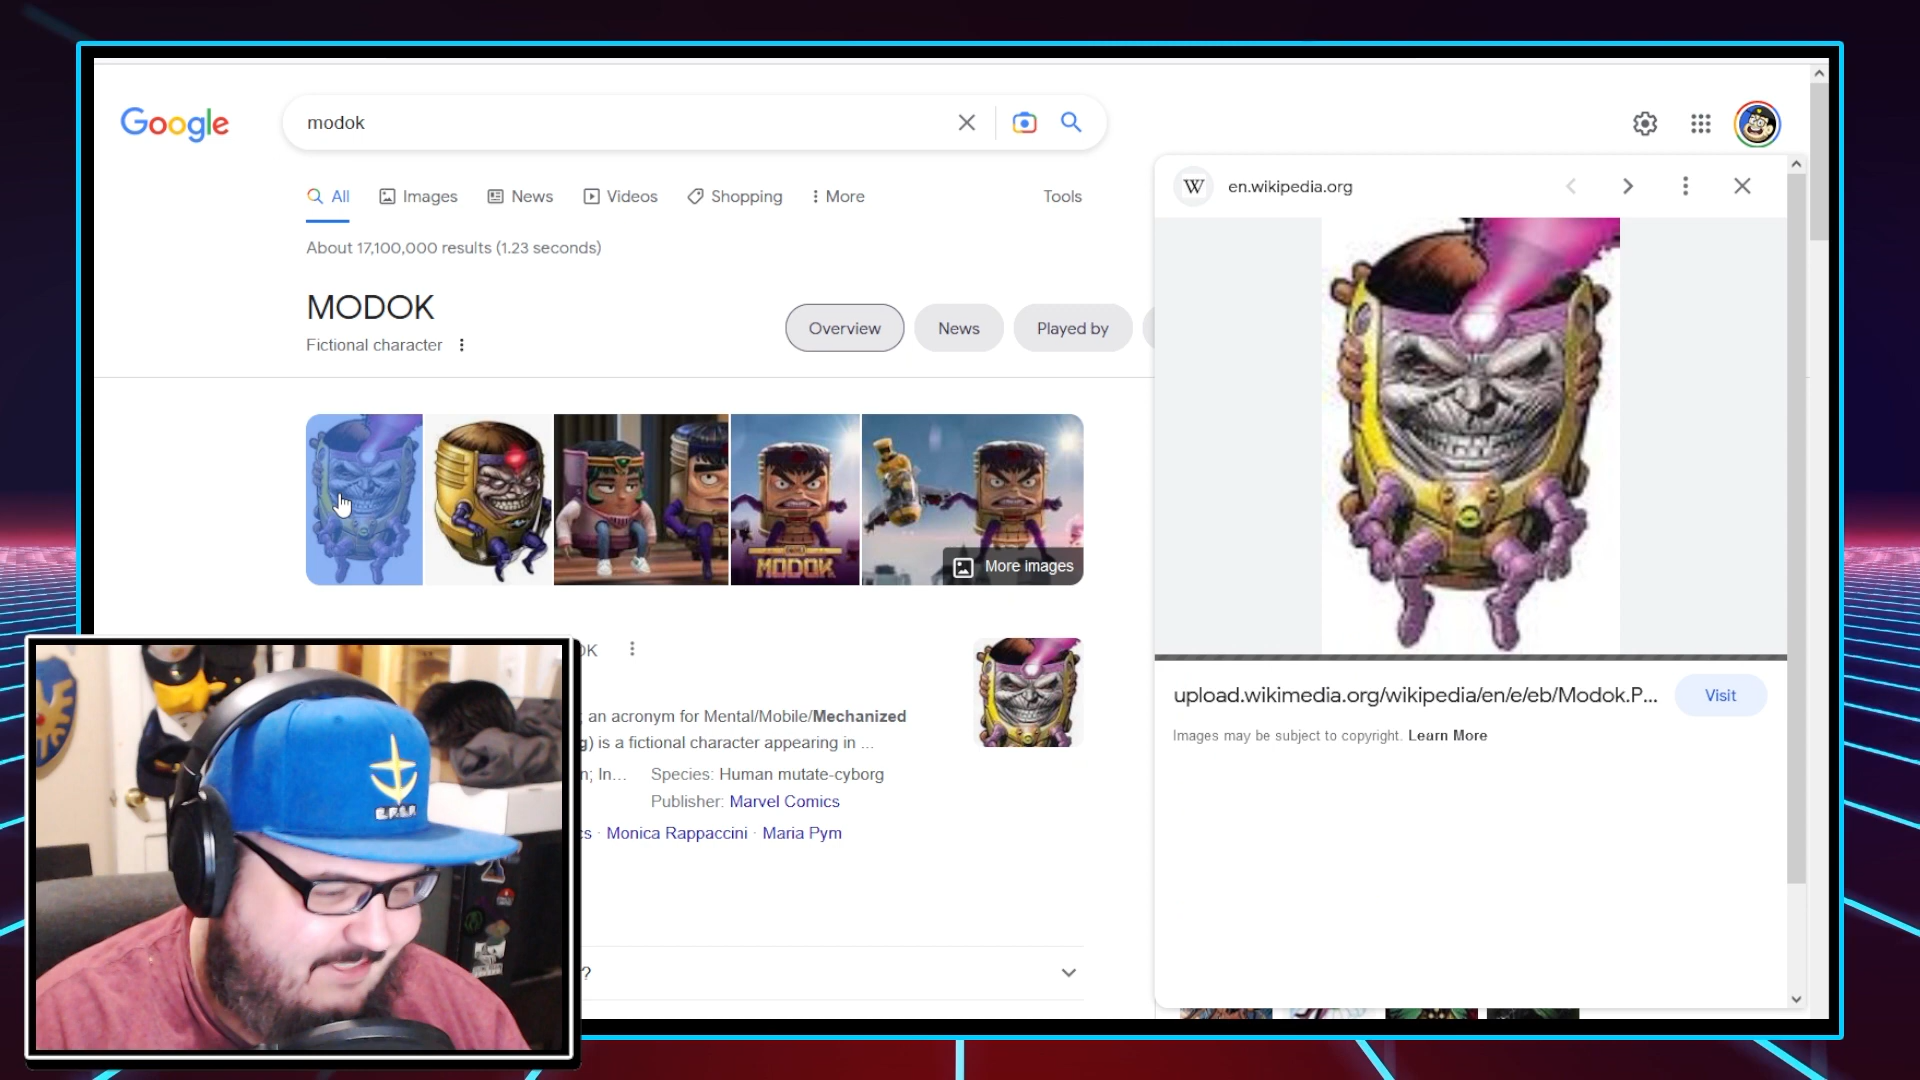 Google
modok
All
Images
News
Videos
Shopping
More
Tools
About 17,100,000 results (1.23 seconds)
MODOK
Fictional character
Overview
News
Played by
MODOK
More images
OK
an acronym for Mental/Mobile/Mechanized
g) is a fictional character appearing in ...
n; In... Species: Human mutate-cyborg
Publisher: Marvel Comics
cs · Monica Rappaccini · Maria Pym
?
W en.wikipedia.org
upload.wikimedia.org/wikipedia/en/e/eb/Modok.P...
Visit
Images may be subject to copyright. Learn More
E.F.S.F.